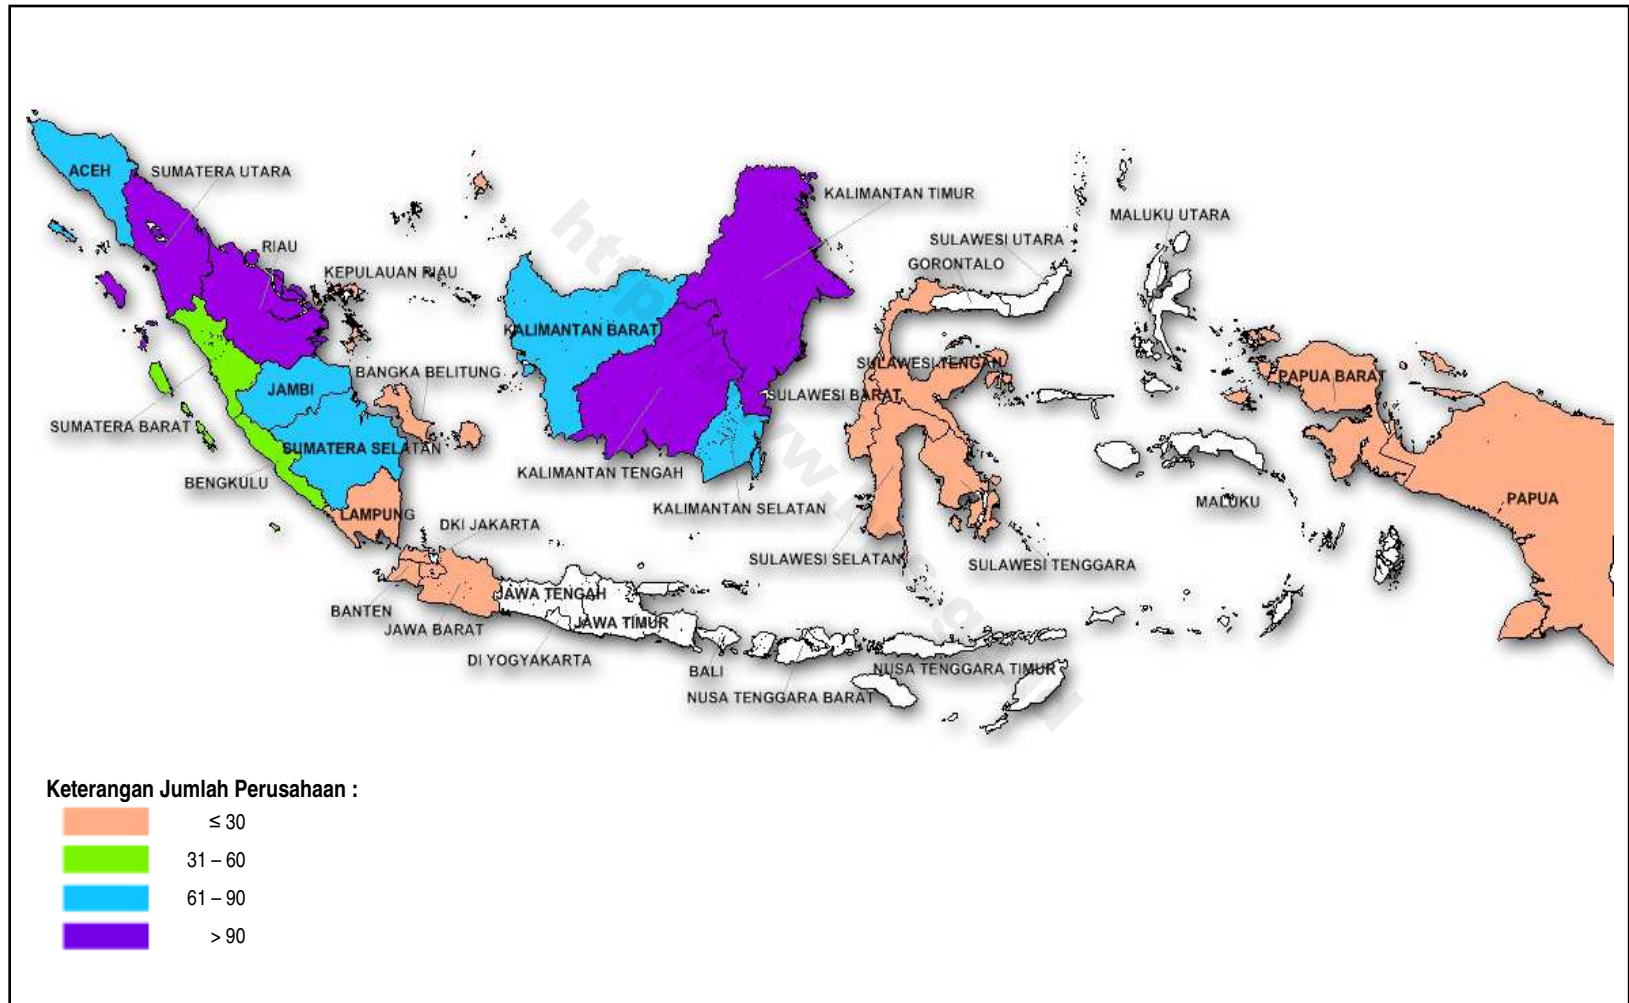 ACEH
SUMATERA UTARA
KALIMANTAN TIMUR
MALUKU UTARA
SULAWESI UTARA
RIAU
GORONTALO
KEPULAUAN RIAU
KALIMANTAN BARAT
SULAWESI TENGAH
BANGKA BELITUNG
PAPUA BARAT
JAMBI
SULAWESI BARAT
SUMATERA BARAT
SUMATERA SELATAN
KALIMANTAN TENGAH
BENGKULU
PAPUA
MALUKU
KALIMANTAN SELATAN
LAMPUNG
DKI JAKARTA
SULAWESI SELATAN
SULAWESI TENGGARA
JAWA TENGAH
BANTEN
JAWA TIMUR
JAWA BARAT
DI YOGYAKARTA
BALI
NUSA TENGGARA TIMUR
NUSA TENGGARA BARAT
Keterangan Jumlah Perusahaan :
≤ 30
31 – 60
61 – 90
> 90